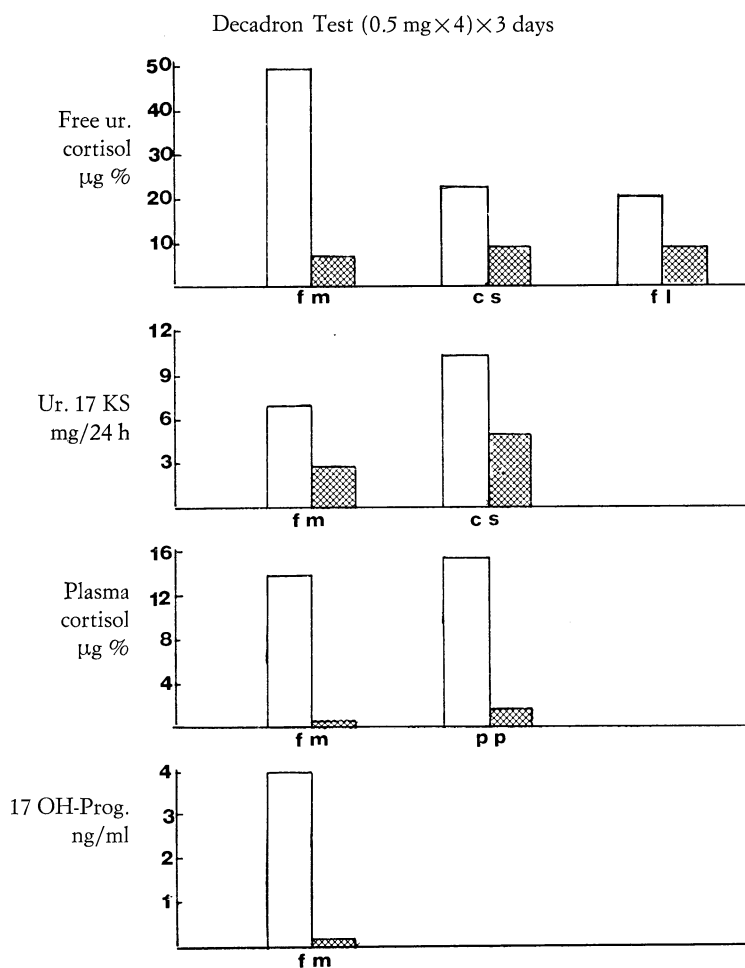 Decadron Test (0.5 mg×4)×3 days
Free ur.
cortisol
µg %
50
40
30
20
10
f m
c s
f l
Ur. 17 KS
mg/24 h
12
9
6
3
f m
c s
Plasma
cortisol
µg %
16
12
8
4
f m
p p
17 OH-Prog.
ng/ml
4
3
2
1
f m